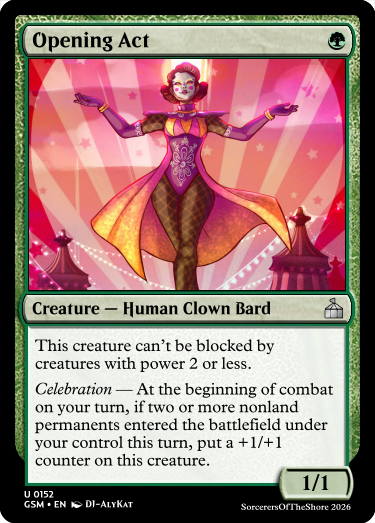 Opening Act
Creature — Human Clown Bard
This creature can't be blocked by
creatures with power 2 or less.
Celebration — At the beginning of combat
on your turn, if two or more nonland
permanents entered the battlefield under
your control this turn, put a +1/+1
counter on this creature.
1/1
U 0152
GSM • EN DI-ALYKAT
SorcerersOfTheShore 2026